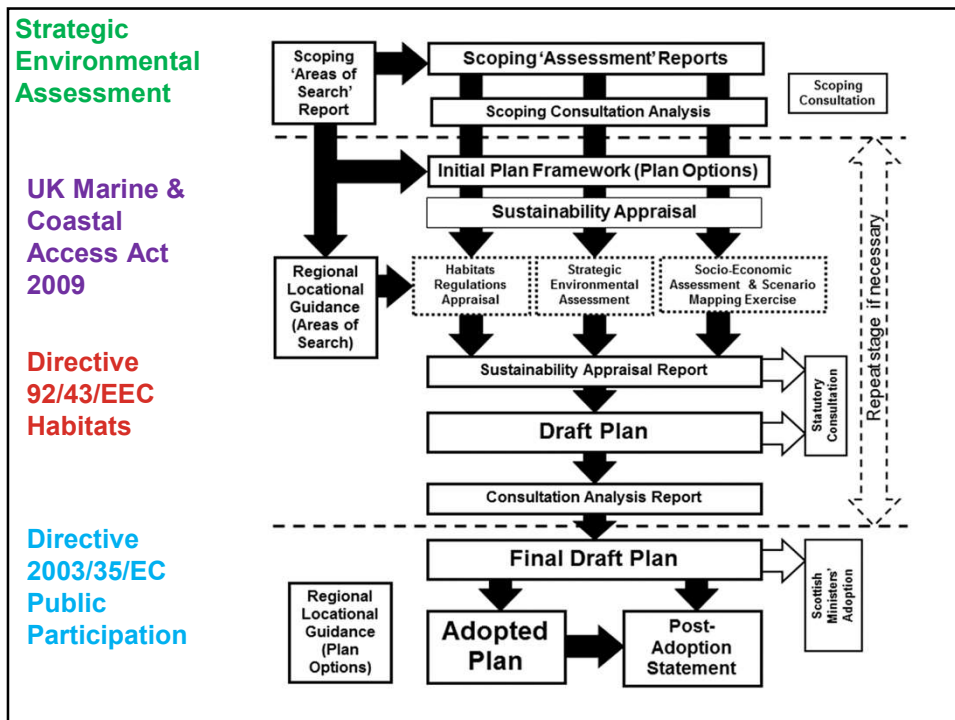 Strategic
Environmental
Assessment
Scoping
‘Areas of
Search’
Report
Scoping ‘Assessment’ Reports
Scoping Consultation Analysis
Scoping
Consultation
UK Marine &
Coastal
Access Act
2009
Initial Plan Framework (Plan Options)
Sustainability Appraisal
Regional
Locational
Guidance
(Areas of
Search)
Habitats
Regulations
Appraisal
Strategic
Environmental
Assessment
Socio-Economic
Assessment & Scenario
Mapping Exercise
Repeat stage if necessary
Directive
92/43/EEC
Habitats
Sustainability Appraisal Report
Statutory
Consultation
Draft Plan
Consultation Analysis Report
Directive
2003/35/EC
Public
Participation
Final Draft Plan
Scottish
Ministers’
Adoption
Regional
Locational
Guidance
(Plan
Options)
Adopted
Plan
Post-
Adoption
Statement